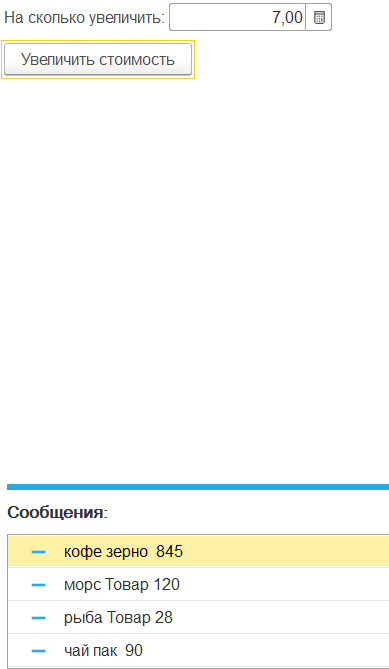 На сколько увеличить: 7,00
Увеличить стоимость
Сообщения:
кофе зерно 845
морс Товар 120
рыба Товар 28
чай пак 90